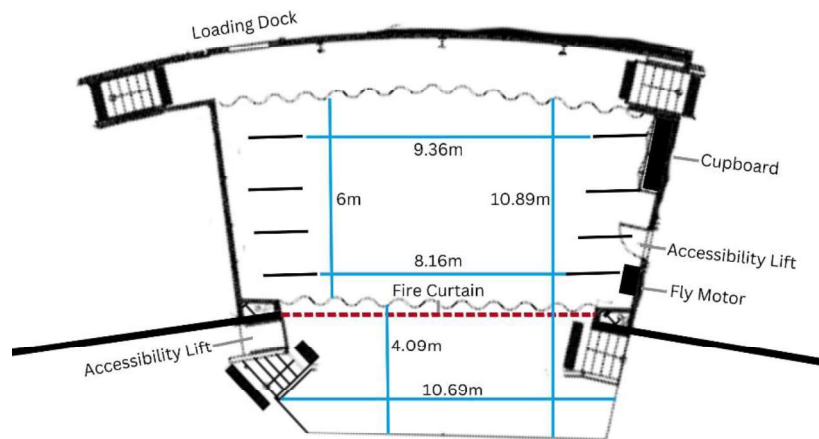 Loading Dock
9.36m
Cupboard
6m
10.89m
Accessibility Lift
8.16m
Fire Curtain
Fly Motor
Accessibility Lift
4.09m
10.69m